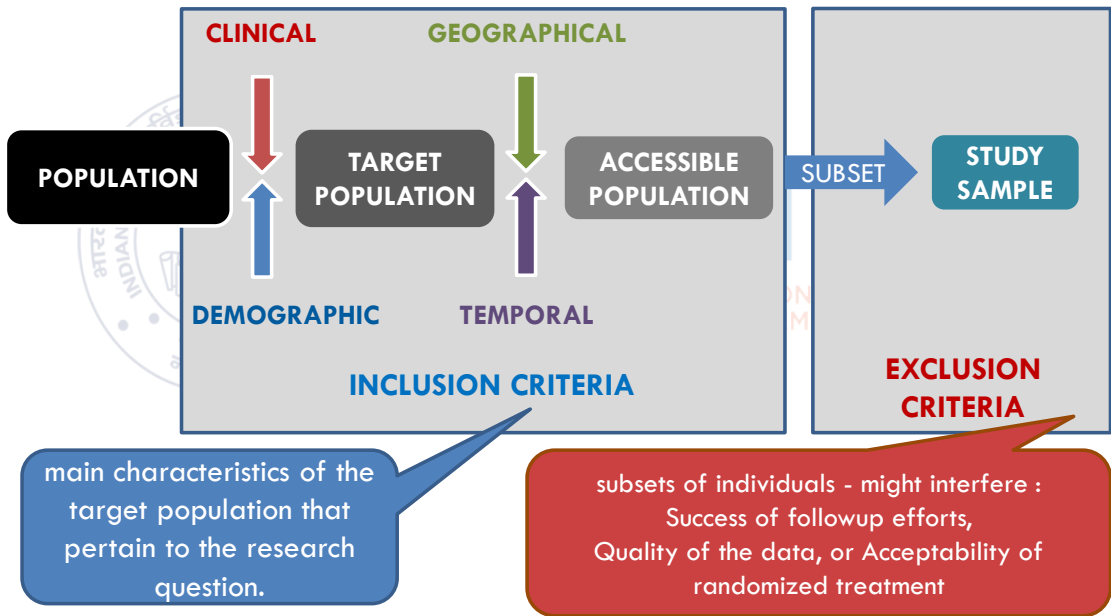 CLINICAL
GEOGRAPHICAL
POPULATION
TARGET
POPULATION
ACCESSIBLE
POPULATION
SUBSET
STUDY
SAMPLE
DEMOGRAPHIC
TEMPORAL
INCLUSION CRITERIA
EXCLUSION
CRITERIA
main characteristics of the
target population that
pertain to the research
question.
subsets of individuals - might interfere :
Success of followup efforts,
Quality of the data, or Acceptability of
randomized treatment
INDIAN